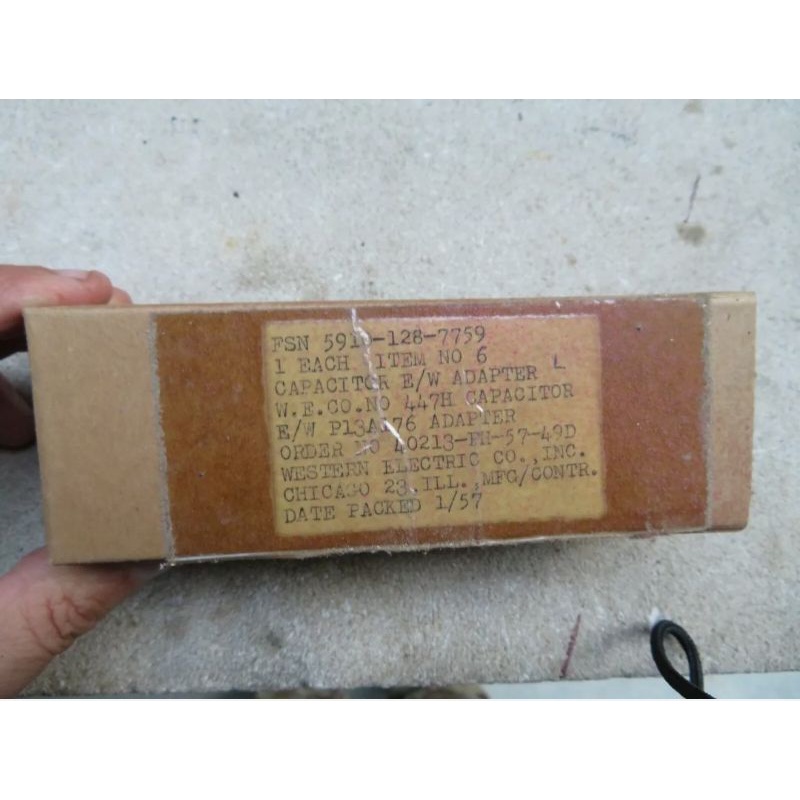 FSN 5910-128-7759
1 EACH ITEM NO 6
CAPACITOR E/W ADAPTER L
W.E.CO.NO 447H CAPACITOR
E/W P13A176 ADAPTER
ORDER NO 40213-PH-57-49D
WESTERN ELECTRIC CO.,INC.
CHICAGO 23,ILL.,MFG/CONTR.
DATE PACKED 1/57